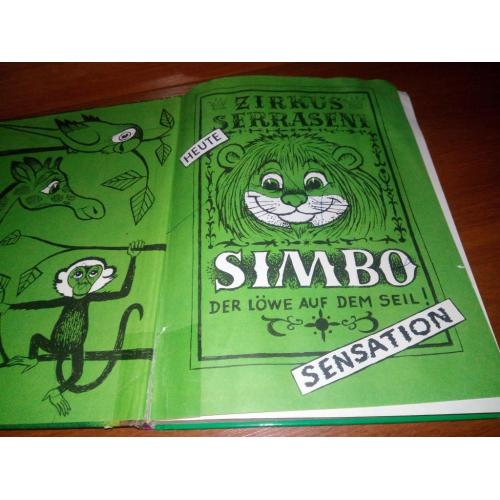 ZIRKUS
SERRASENI
HEUTE
SIMBO
DER LÖWE AUF DEM SEIL!
SENSATION